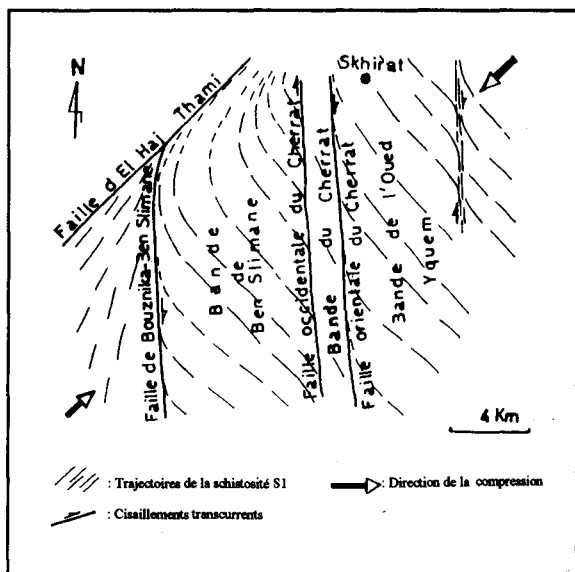 N
Skhirat
Faille d'El Haj Thami
Faille de Bouznika-Ben Slimane
Bande
de
Ben Slimane
Faille occidentale du Cherrat
Bande du Cherrat
Faille orientale du Cherrat
Bande de l'Oued
Yquem
4 Km
: Trajectoires de la schistosité S1
: Direction de la compression
: Cisaillements transcurrents